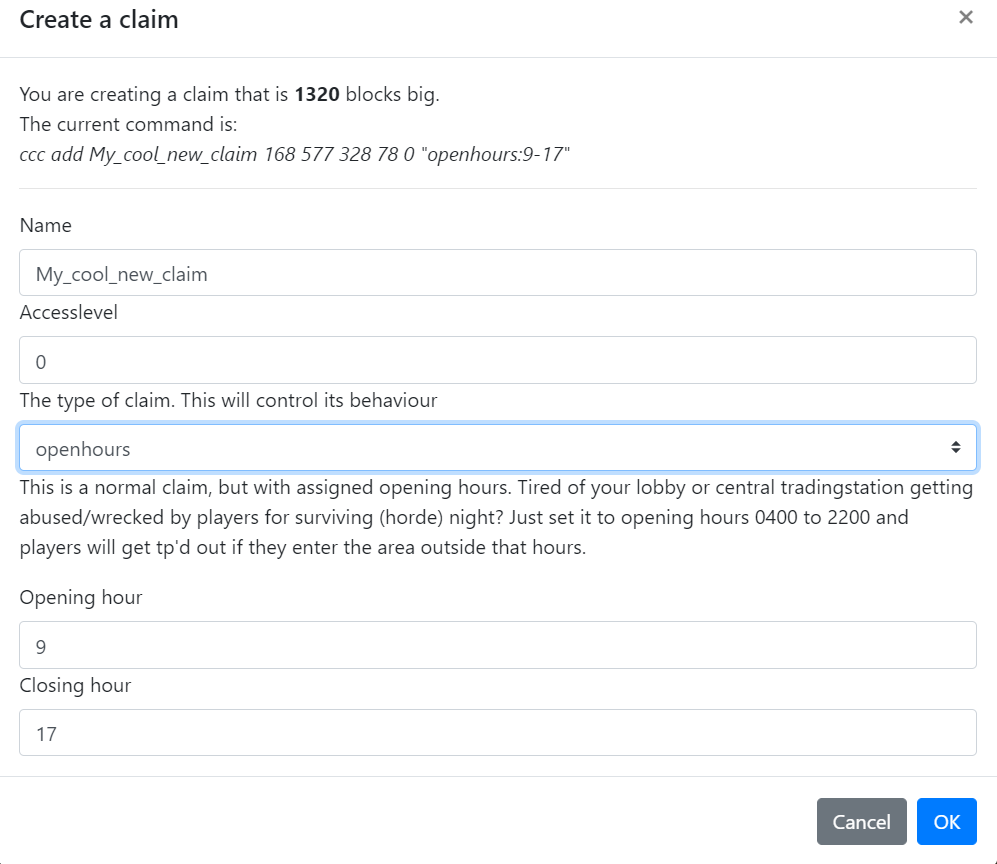 Create a claim
×
You are creating a claim that is 1320 blocks big.
The current command is:
ccc add My_cool_new_claim 168 577 328 78 0 "openhours:9-17"
Name
My_cool_new_claim
Accesslevel
0
The type of claim. This will control its behaviour
openhours
This is a normal claim, but with assigned opening hours. Tired of your lobby or central tradingstation getting
abused/wrecked by players for surviving (horde) night? Just set it to opening hours 0400 to 2200 and
players will get tp'd out if they enter the area outside that hours.
Opening hour
9
Closing hour
17
Cancel OK